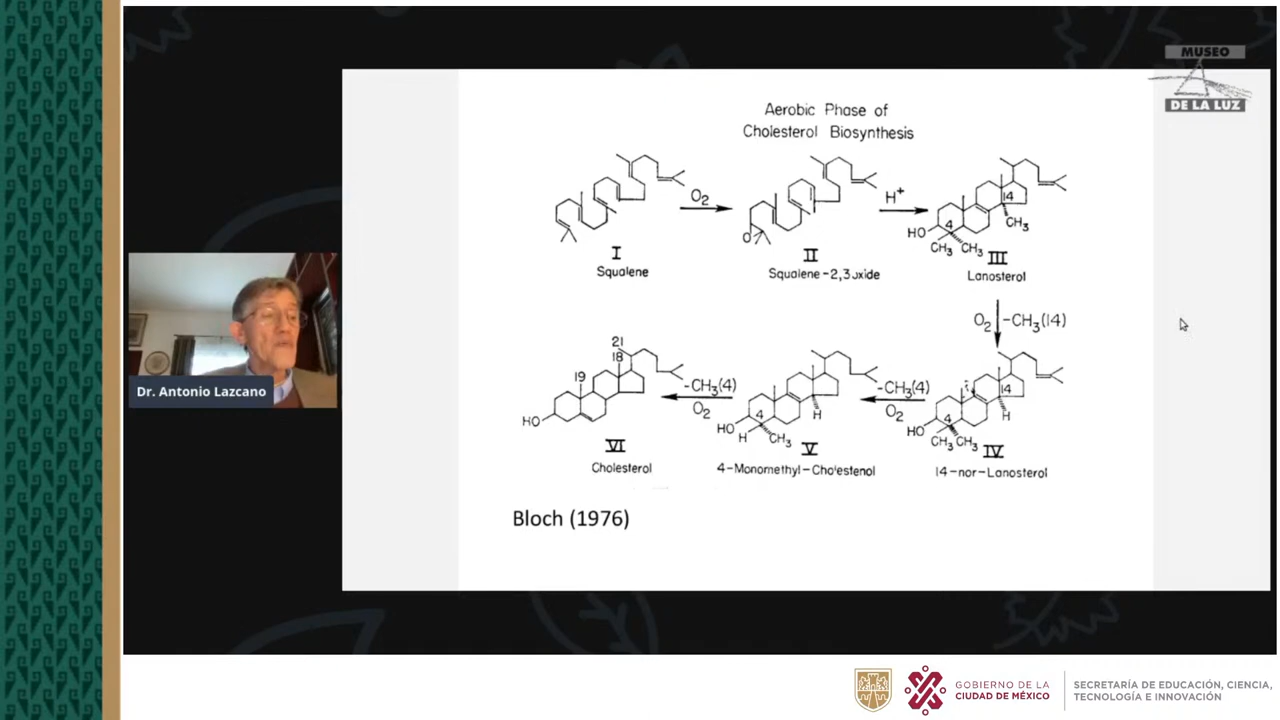 MUSEO
DE LA LUZ
Aerobic Phase of
Cholesterol Biosynthesis
O2
H+
14
HO
4
CH3
CH3 CH3
O
I
II
III
Squalene
Squalene-2,3 oxide
Lanosterol
O2 -CH3(14)
21
18
19
-CH3(4)
O2
-CH3(4)
O2
HO
HO
4
H
H
CH3
14
HO
4
H
CH3 CH3
VI
V
IV
Cholesterol
4-Monomethyl-Cholestenol
14-nor-Lanosterol
Bloch (1976)
Dr. Antonio Lazcano
GOBIERNO DE LA
CIUDAD DE MÉXICO
SECRETARÍA DE EDUCACIÓN, CIENCIA,
TECNOLOGÍA E INNOVACIÓN